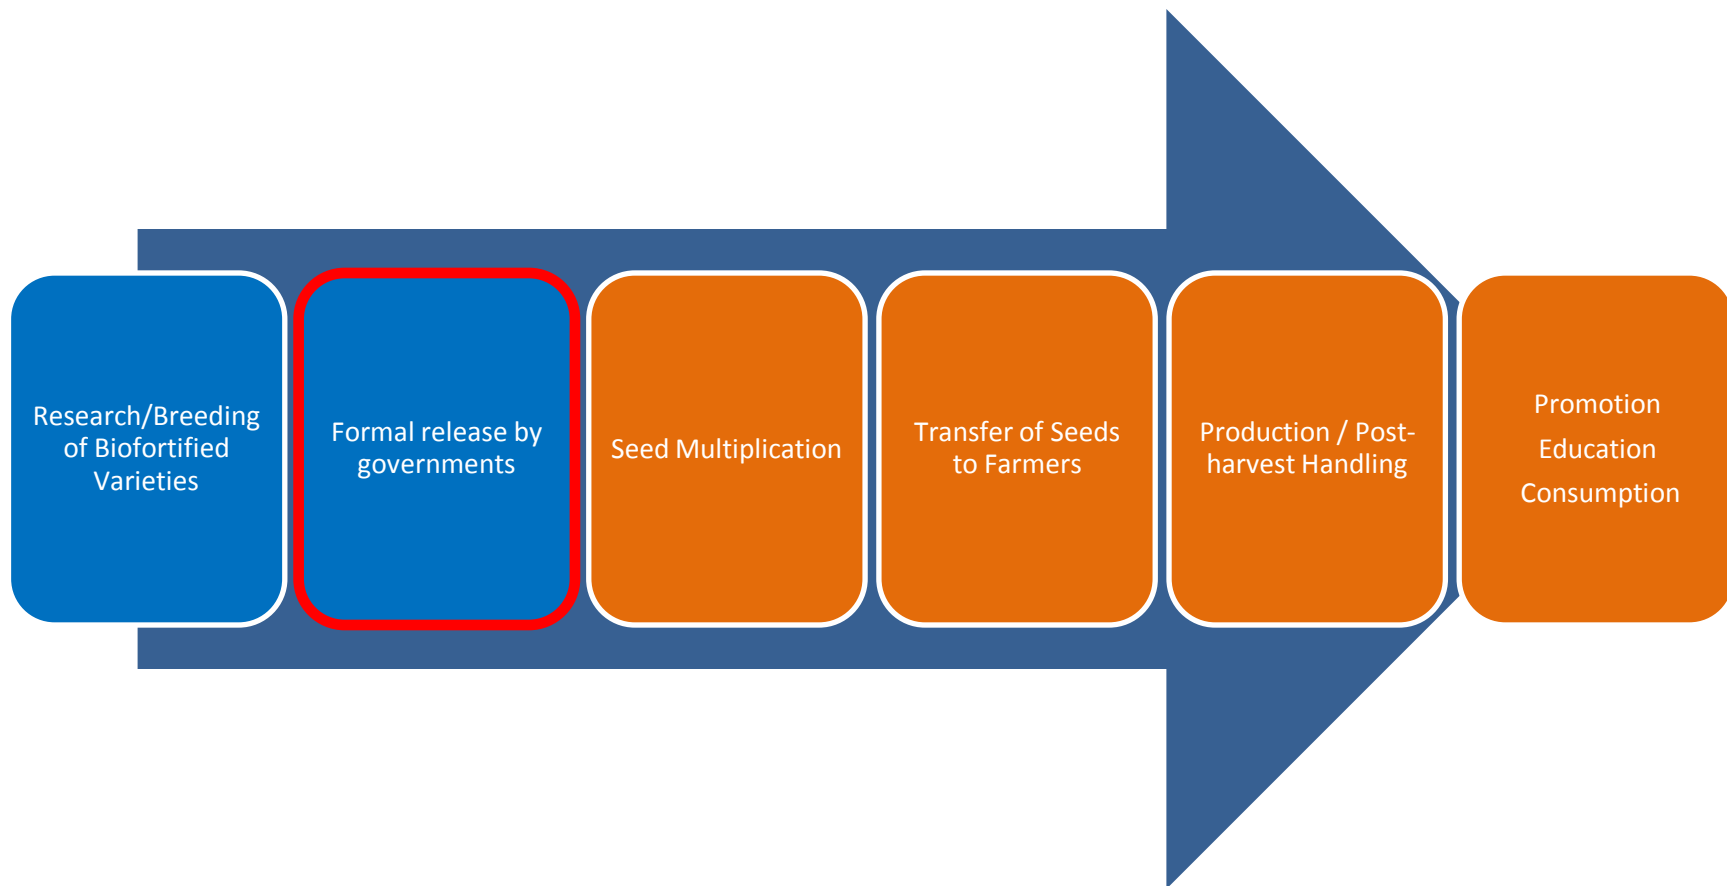 Research/Breeding
of Biofortified
Varieties
Formal release by
governments
Seed Multiplication
Transfer of Seeds
to Farmers
Production / Post-
harvest Handling
Promotion
Education
Consumption